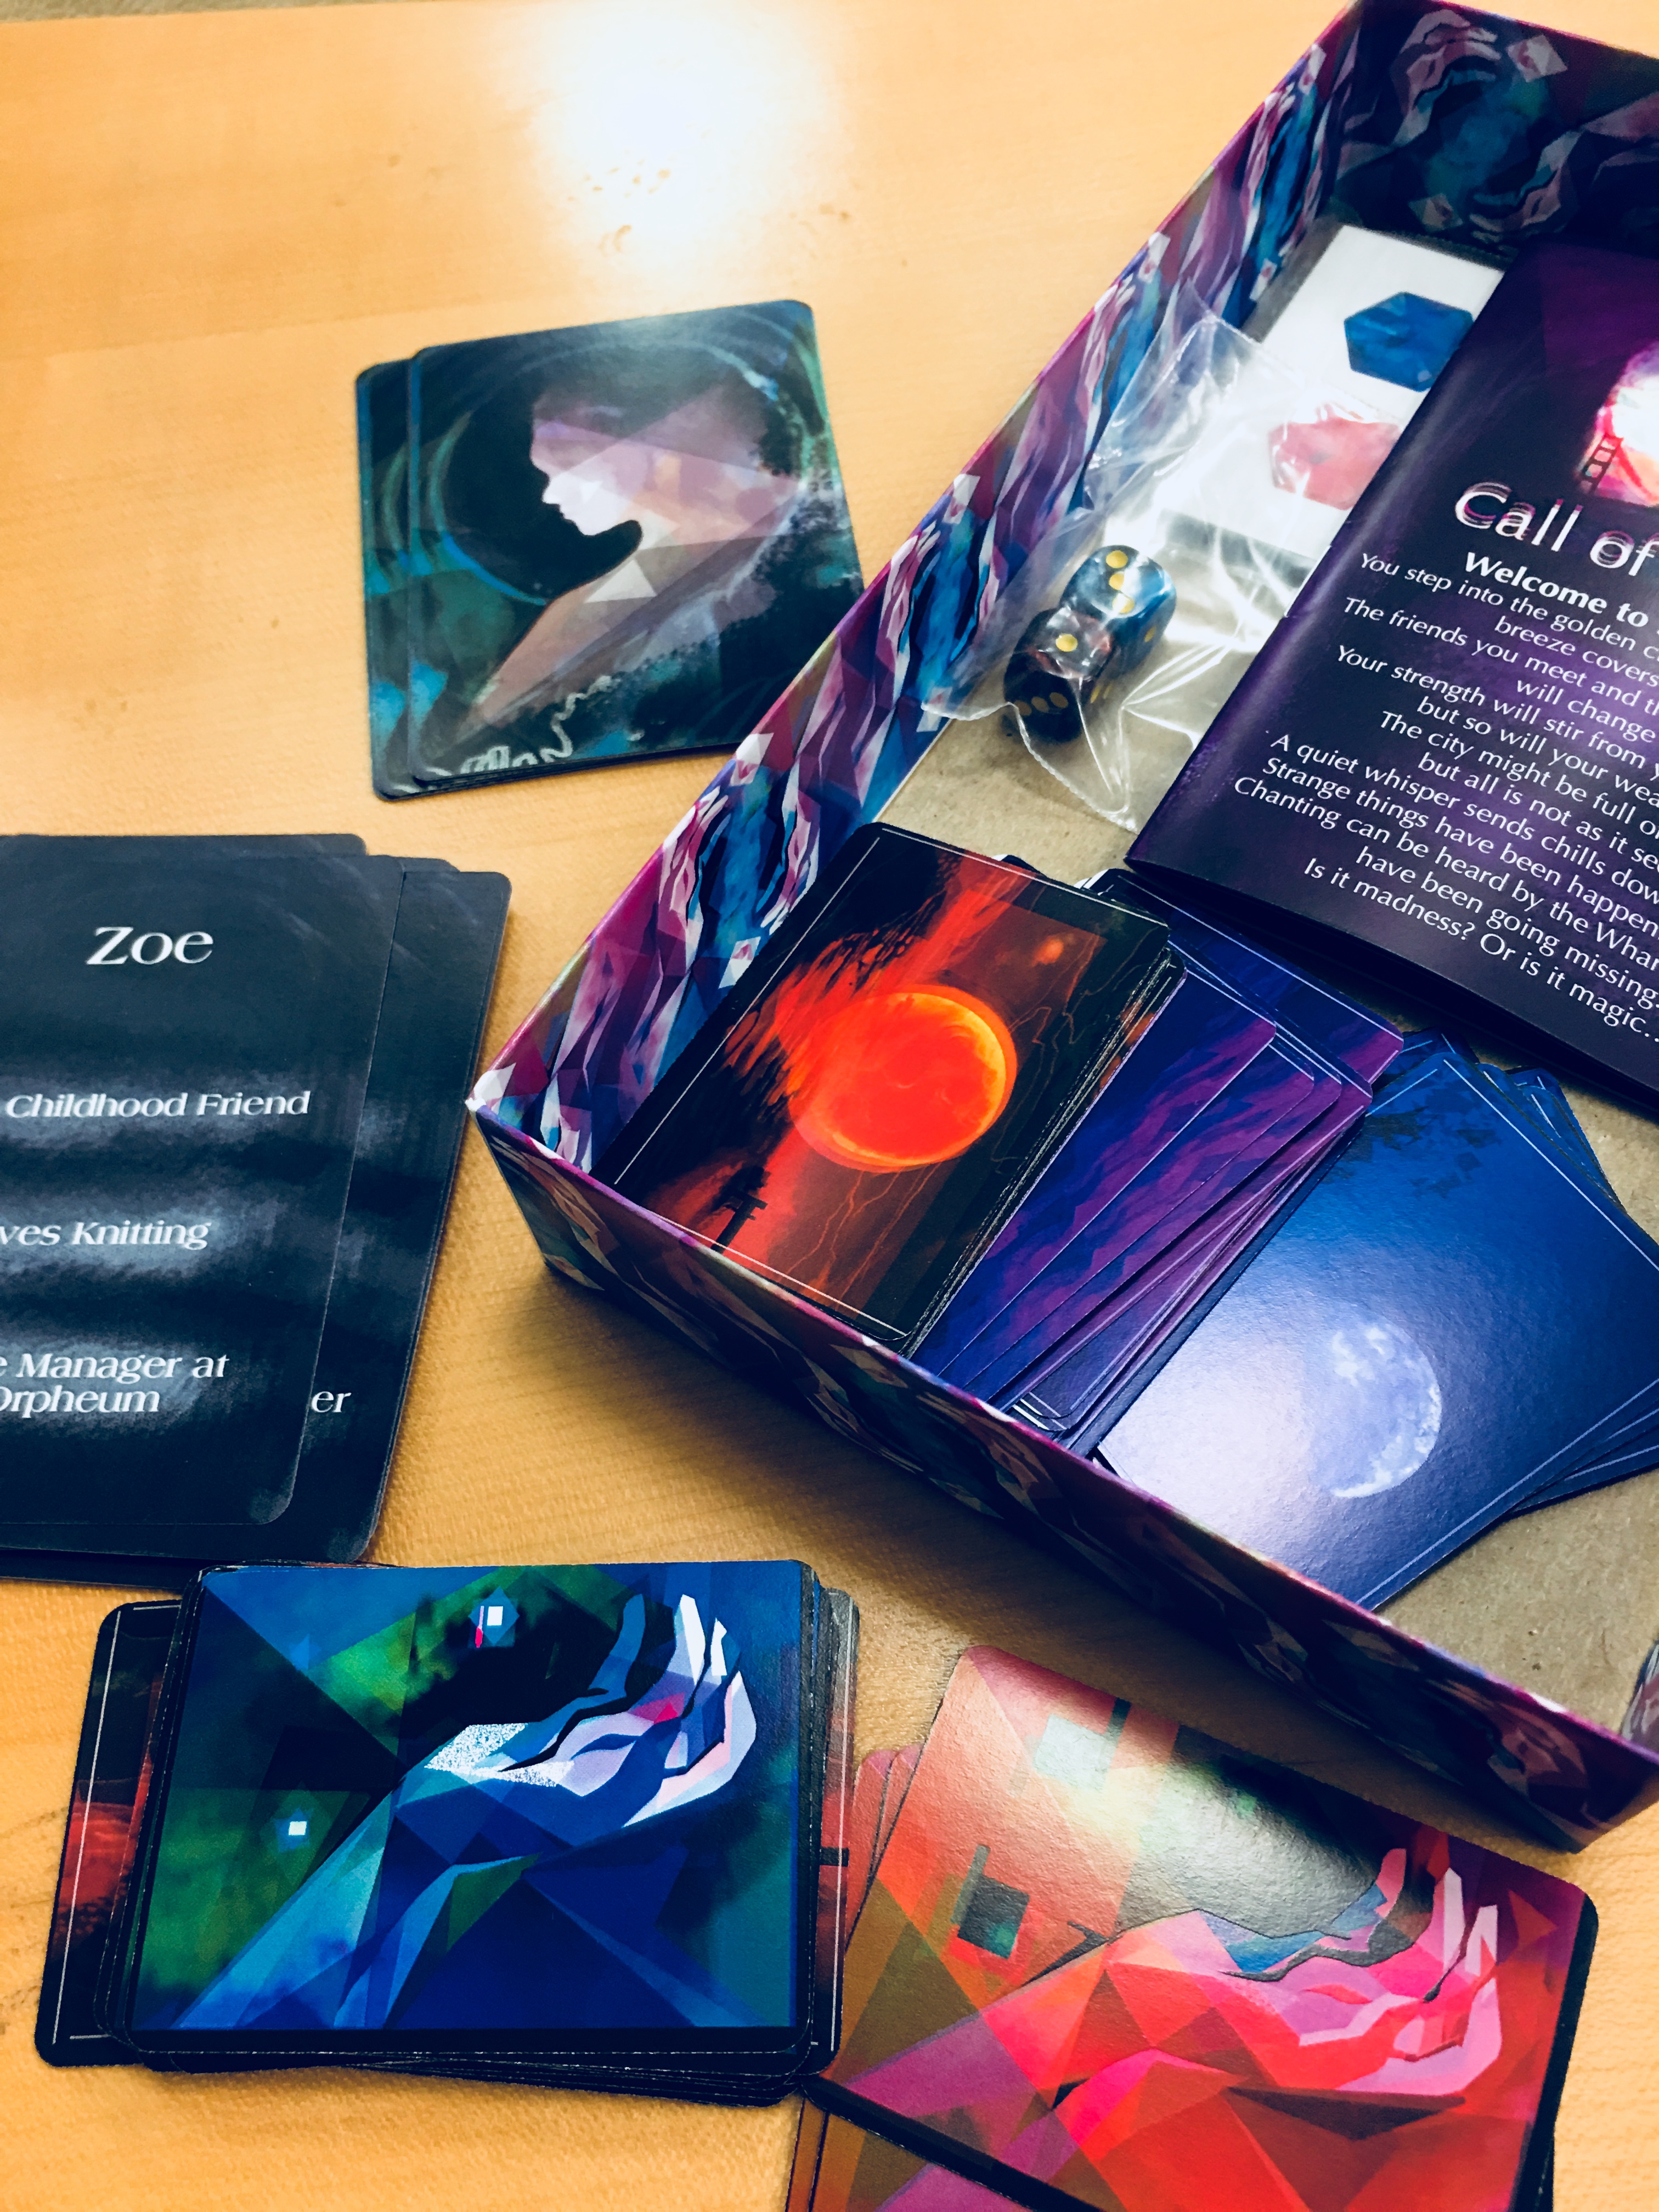 Call of
Welcome to
You step into the golden c
breeze covers
The friends you meet and th
will change
Your strength will stir from y
but so will your wea
The city might be full o
but all is not as it see
A quiet whisper sends chills dow
Strange things have been happen
Chanting can be heard by the Whar
have been going missing.
Is it madness? Or is it magic...
Zoe
Childhood Friend
ves Knitting
e Manager at
Orpheum
er